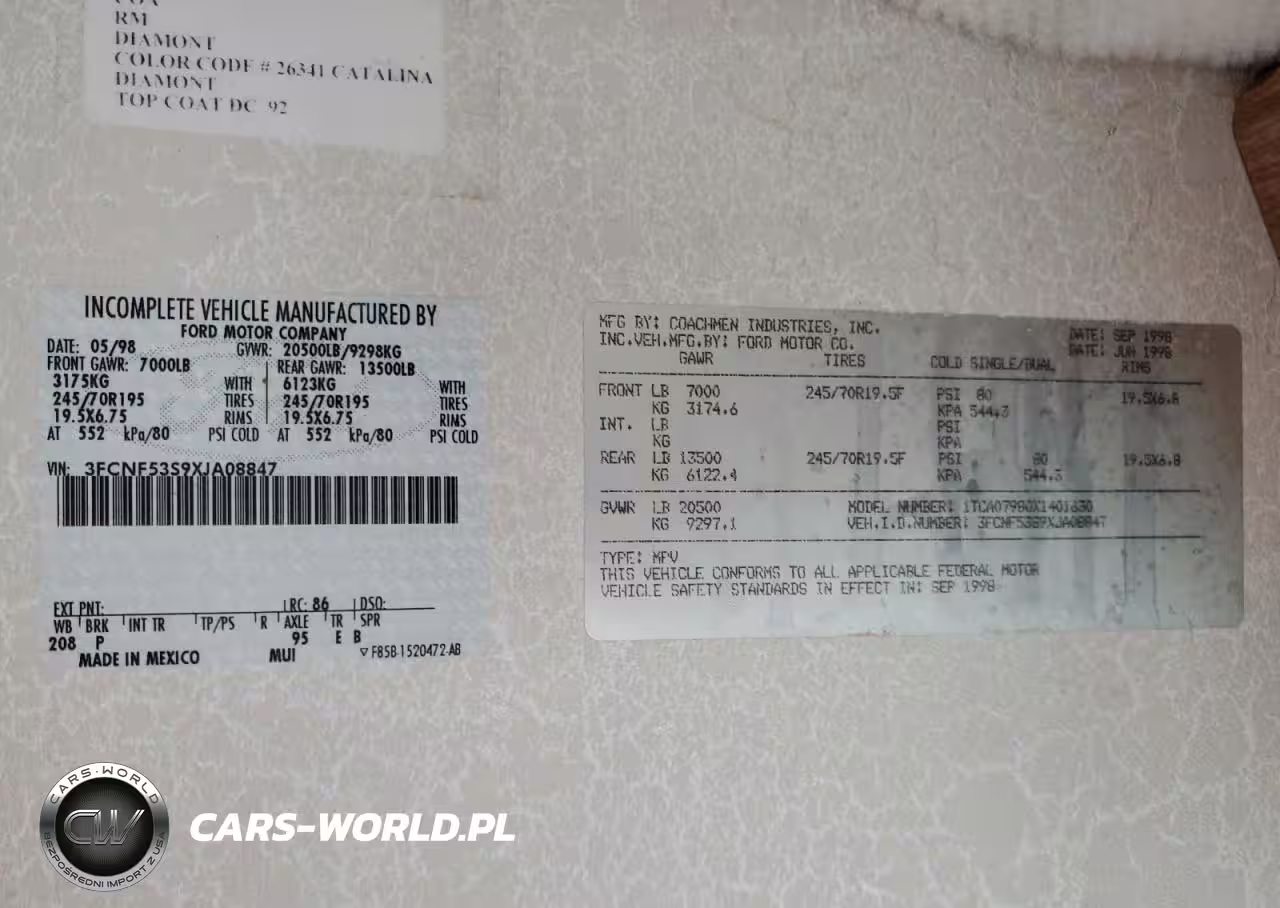 RM
DIAMONT
COLOR CODE # 26341 CATALINA
DIAMONT
TOP COAT DC 92
INCOMPLETE VEHICLE MANUFACTURED BY
FORD MOTOR COMPANY
DATE: 05/98 GVWR: 20500LB/9298KG
FRONT GAWR: 7000LB REAR GAWR: 13500LB
3175KG WITH 6123KG WITH
245/70R195 TIRES 245/70R195 TIRES
19.5X6.75 RIMS 19.5X6.75 RIMS
AT 552 kPa/80 PSI COLD AT 552 kPa/80 PSI COLD
VIN: 3FCNF53S9XJA08847
EXT PNT: RC: 86 DSO:
WB BRK INT TR TP/PS R AXLE TR SPR
208 P 95 E B
MADE IN MEXICO MUI ▽ F85B-1520472-AB
MFG BY: COACHMEN INDUSTRIES, INC. DATE: SEP 1998
INC.VEH.MFG.BY: FORD MOTOR CO. DATE: JUN 1998
GAWR TIRES COLD SINGLE/DUAL RIMS
FRONT LB 7000 245/70R19.5F PSI 80 19.5X6.8
KG 3174.6 KPA 544.3
INT. LB PSI
KG KPA
REAR LB 13500 245/70R19.5F PSI 80 19.5X6.8
KG 6122.4 KPA 544.3
GVWR LB 20500 MODEL NUMBER:
KG 9297.1 VEH.I.D.NUMBER: 3FCMF53S9XJA08847
TYPE: MPV
THIS VEHICLE CONFORMS TO ALL APPLICABLE FEDERAL MOTOR
VEHICLE SAFETY STANDARDS IN EFFECT IN: SEP 1998
CARS-WORLD
CW
BEZPOŚREDNI IMPORT Z USA
CARS-WORLD.PL